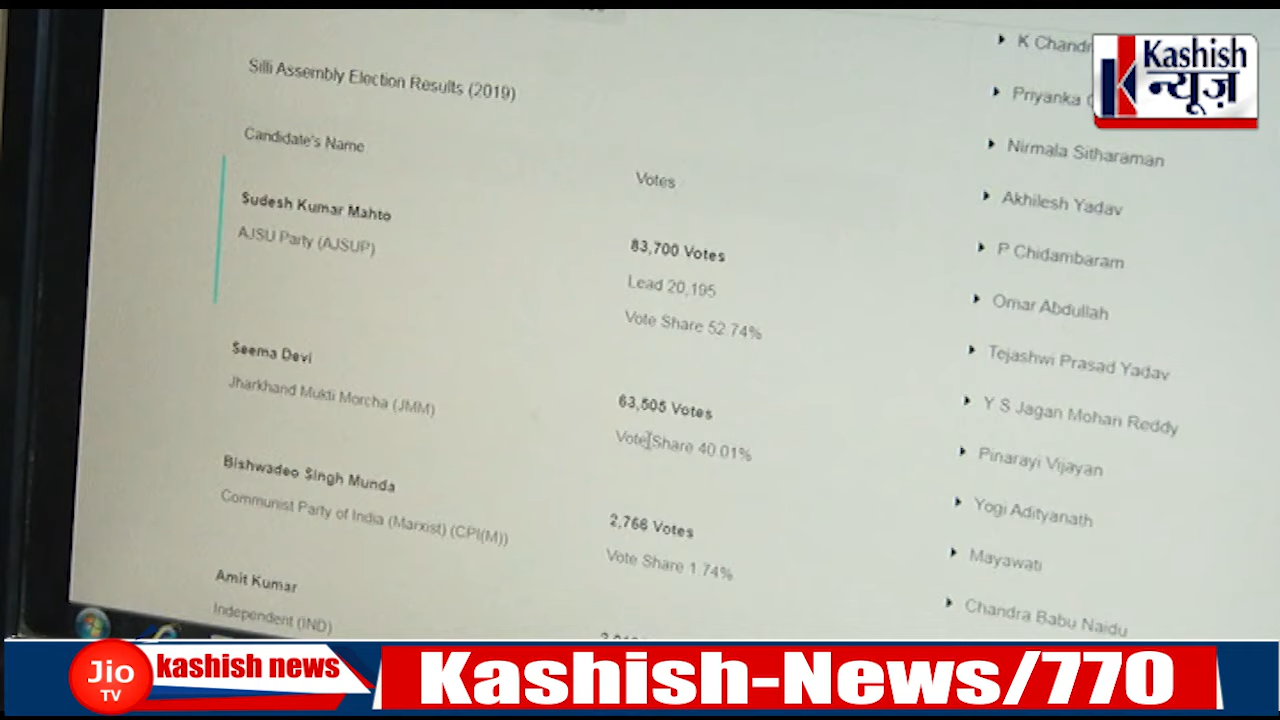 Silli Assembly Election Results (2019)
Candidate's Name
Votes
Sudesh Kumar Mahto
AJSU Party (AJSUP)
83,700 Votes
Lead 20,195
Vote Share 52.74%
Seema Devi
Jharkhand Mukti Morcha (JMM)
63,505 Votes
Vote Share 40.01%
Bishwadeo Singh Munda
Communist Party of India (Marxist) (CPI(M))
2,766 Votes
Vote Share 1.74%
Amit Kumar
Independent (IND)
K
Priyanka
Nirmala Sitharaman
Akhilesh Yadav
P Chidambaram
Omar Abdullah
Tejashwi Prasad Yadav
Y S Jagan Mohan Reddy
Pinarayi Vijayan
Yogi Adityanath
Mayawati
Chandra Babu Naidu
Kashish
न्यूज़
Jio
TV
kashish news
Kashish-News/770